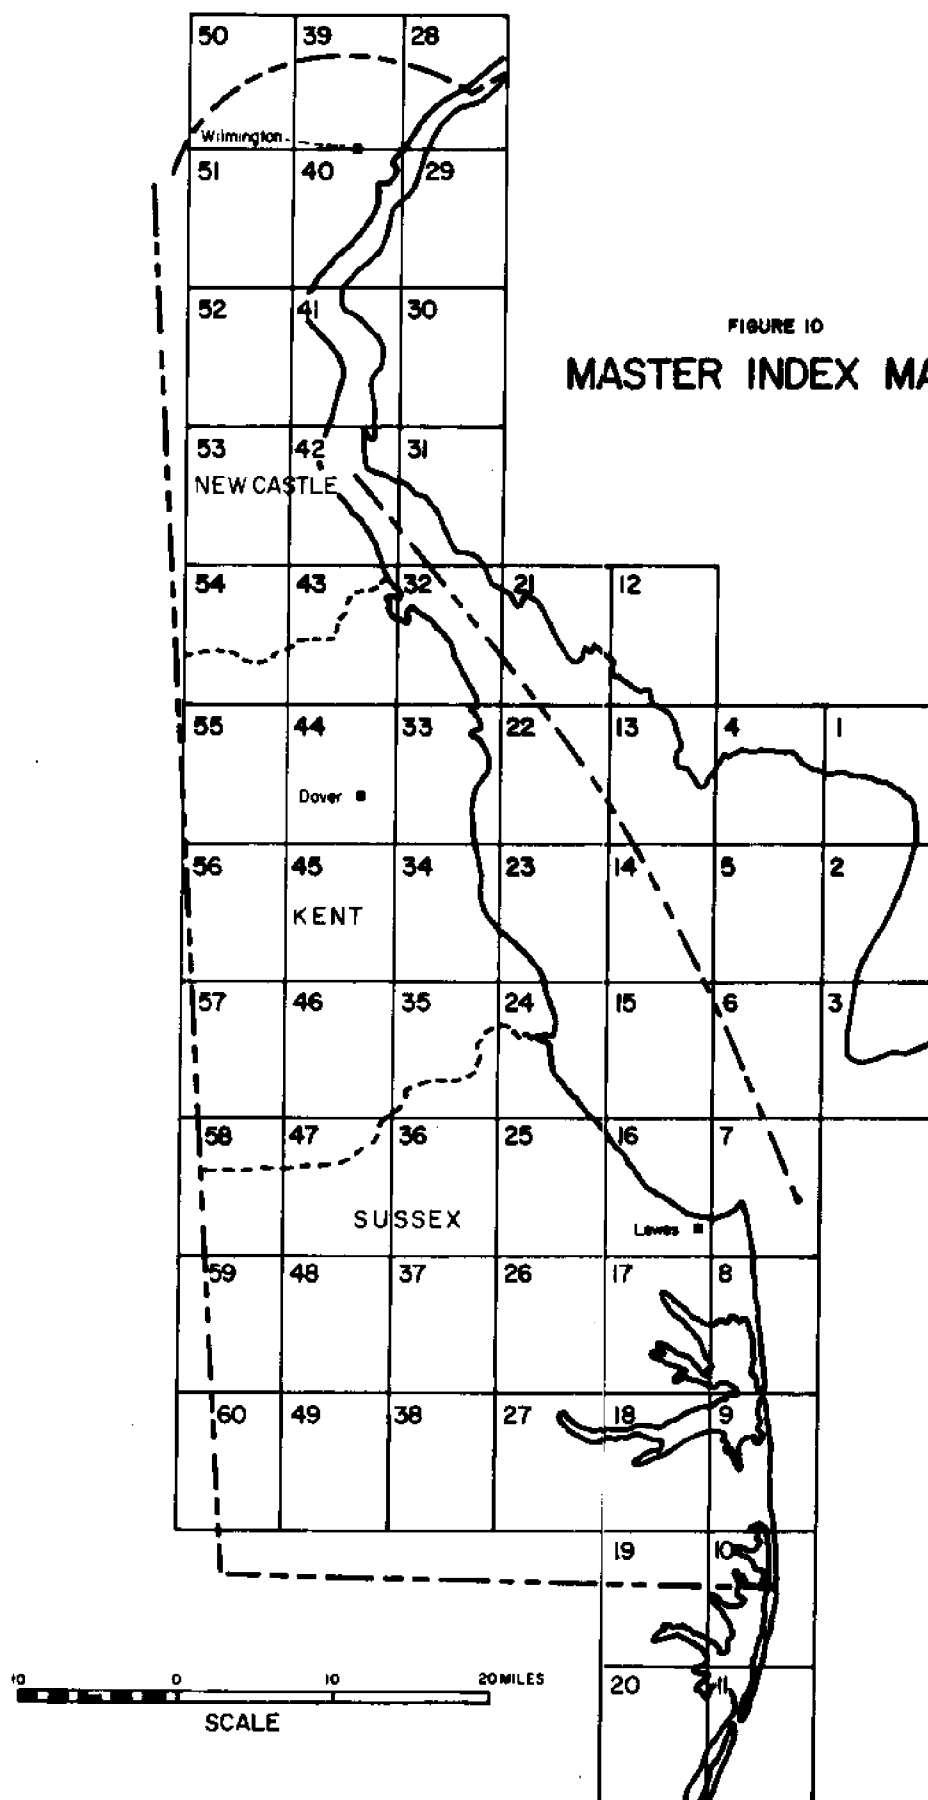 50 39 28
Wilmington
51 40 29
52 41 30
FIGURE 10
MASTER INDEX MA
53 42 31
NEW CASTLE
54 43 32 21 12
55 44 33 22 13 4 1
Dover
56 45 34 23 14 5 2
KENT
57 46 35 24 15 6 3
58 47 36 25 16 7
SUSSEX
Lewes
59 48 37 26 17 8
60 49 38 27 18 9
19 10
20 11
10 0 10 20 MILES
SCALE